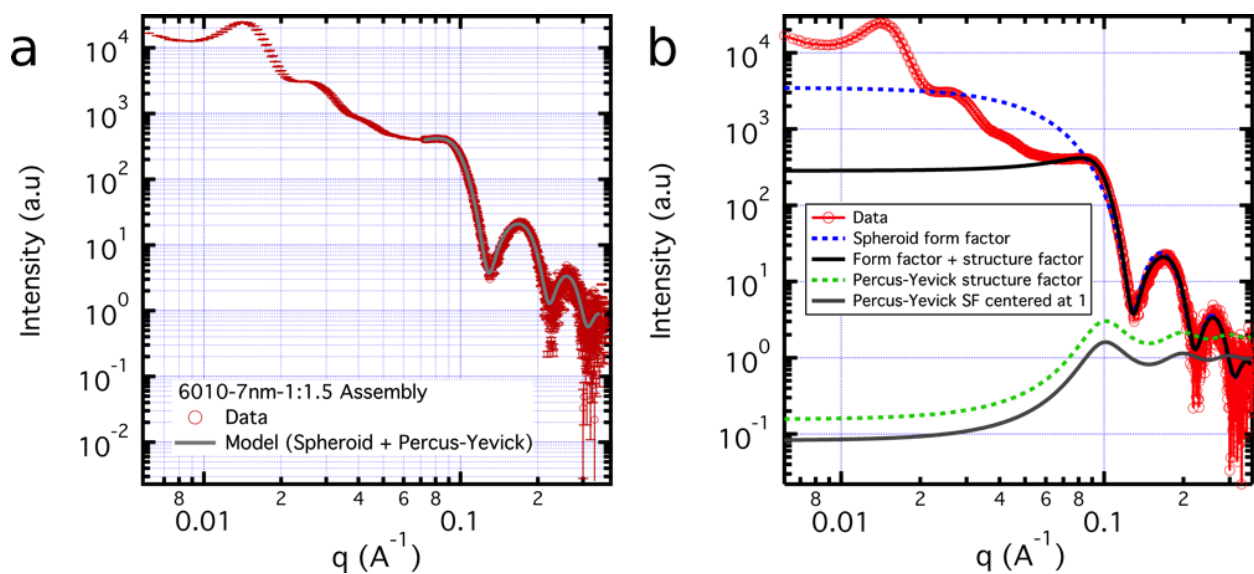 a
Intensity (a.u)
10^4
10^3
10^2
10^1
10^0
10^-1
10^-2
6010-7nm-1:1.5 Assembly
Data
Model (Spheroid + Percus-Yevick)
8
0.01
2
4
6
8
0.1
2
q (A^-1)
b
Intensity (a.u)
10^4
10^3
10^2
10^1
10^0
10^-1
Data
Spheroid form factor
Form factor + structure factor
Percus-Yevick structure factor
Percus-Yevick SF centered at 1
8
0.01
2
4
6
8
0.1
2
q (A^-1)